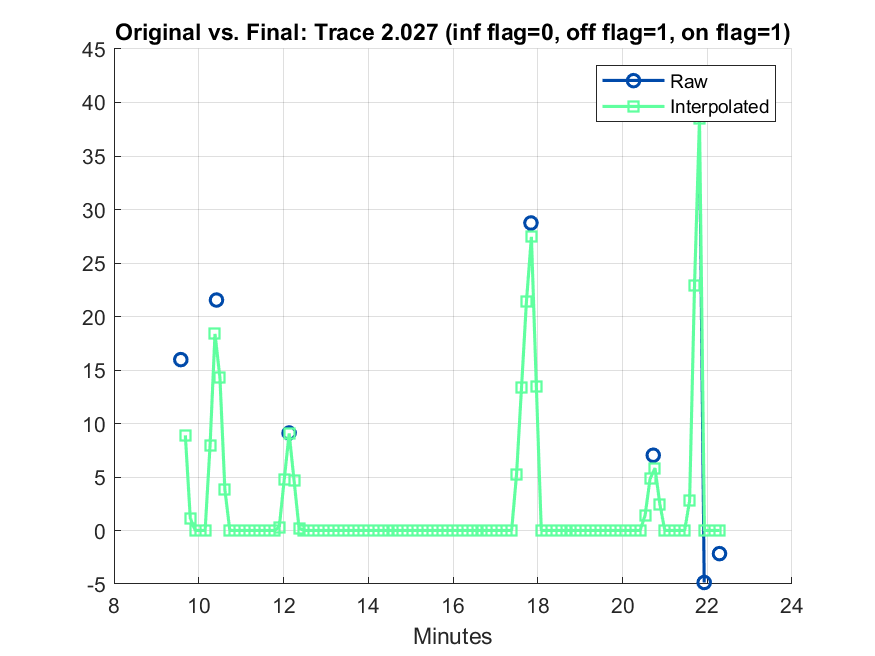 Original vs. Final: Trace 2.027 (inf flag=0, off flag=1, on flag=1)
45
40
35
30
25
20
15
10
5
0
-5
Raw
Interpolated
8 10 12 14 16 18 20 22 24
Minutes